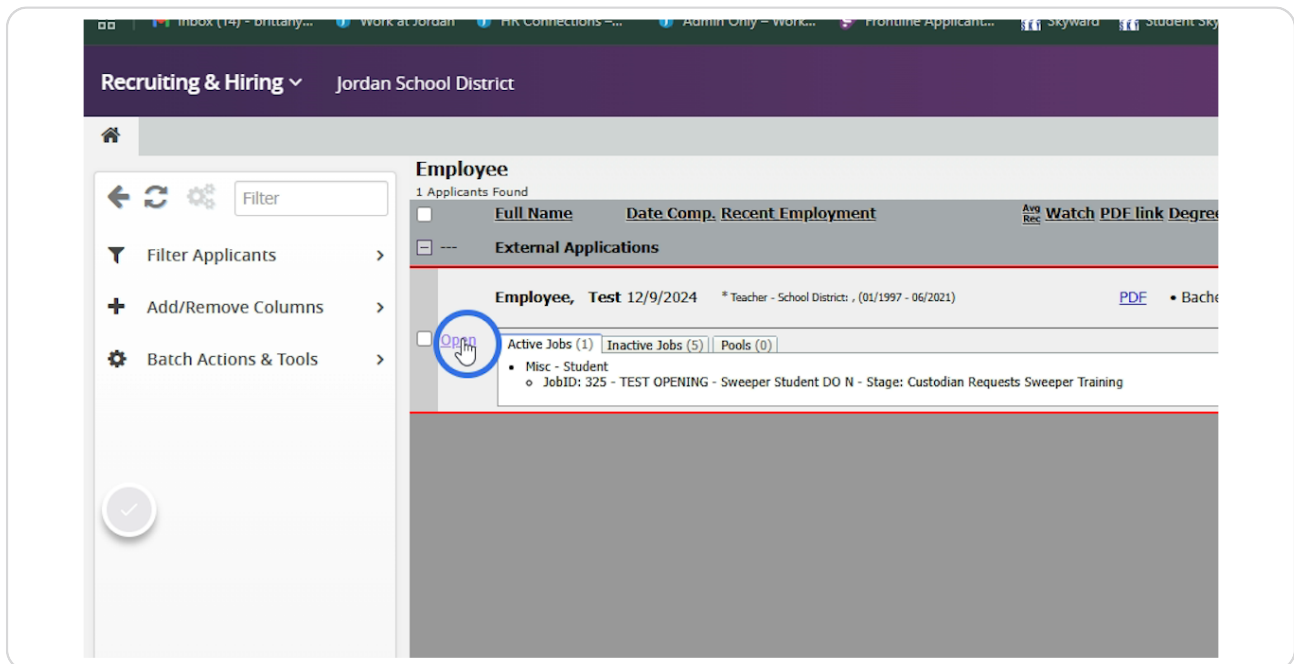 Inbox (14) - brittany... Work at Jordan HR Connections –... Admin Only – Work... Frontline Applicant... Skyward Student Sky
Recruiting & Hiring Jordan School District
Employee
1 Applicants Found
Filter
Full Name Date Comp. Recent Employment Avg Rec Watch PDF link Degree
--- External Applications
Filter Applicants
Employee, Test 12/9/2024 * Teacher - School District: , (01/1997 - 06/2021) PDF • Bache
Add/Remove Columns
Open Active Jobs (1) Inactive Jobs (5) Pools (0)
Batch Actions & Tools
• Misc - Student
o JobID: 325 - TEST OPENING - Sweeper Student DO N - Stage: Custodian Requests Sweeper Training